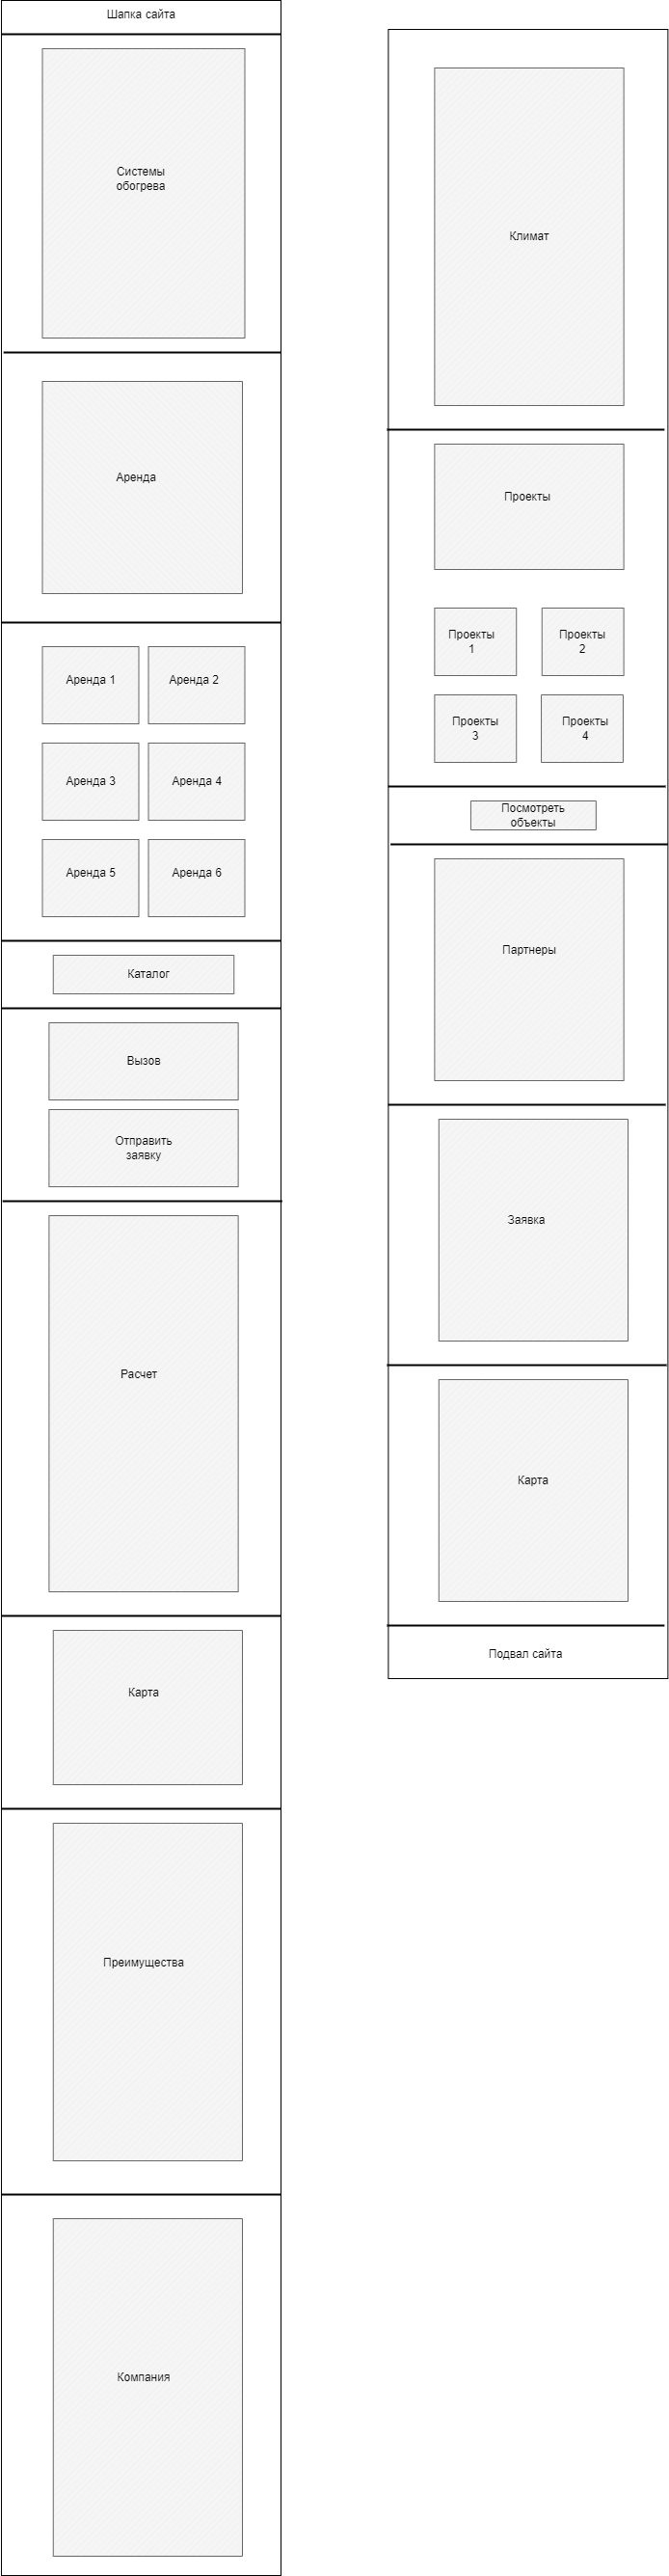 Шапка сайта
Системы
обогрева
Аренда
Аренда 1
Аренда 2
Аренда 3
Аренда 4
Аренда 5
Аренда 6
Каталог
Вызов
Отправить
заявку
Расчет
Карта
Преимущества
Компания
Климат
Проекты
Проекты
1
Проекты
2
Проекты
3
Проекты
4
Посмотреть
объекты
Партнеры
Заявка
Карта
Подвал сайта